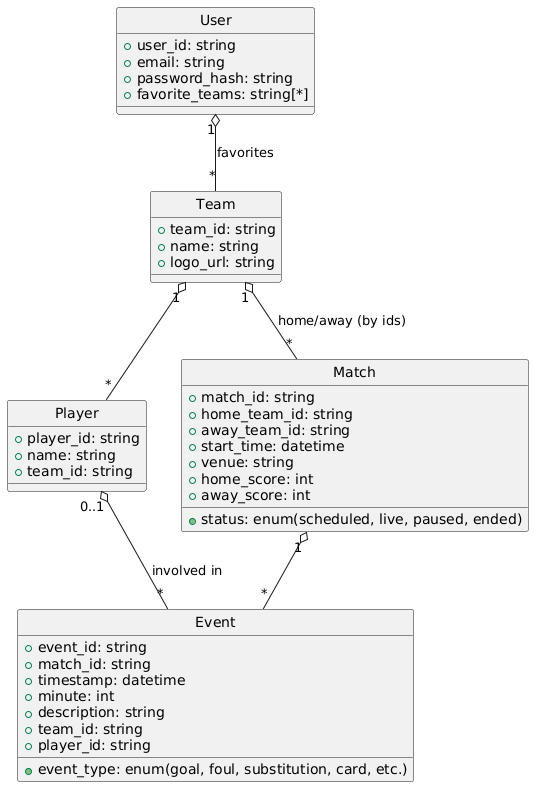 User
user_id: string
email: string
password_hash: string
favorite_teams: string[*]
1
favorites
*
Team
team_id: string
name: string
logo_url: string
1
1
home/away (by ids)
*
*
Match
match_id: string
home_team_id: string
away_team_id: string
start_time: datetime
venue: string
home_score: int
away_score: int
status: enum(scheduled, live, paused, ended)
Player
player_id: string
name: string
team_id: string
0..1
1
involved in
*
*
Event
event_id: string
match_id: string
timestamp: datetime
minute: int
description: string
team_id: string
player_id: string
event_type: enum(goal, foul, substitution, card, etc.)